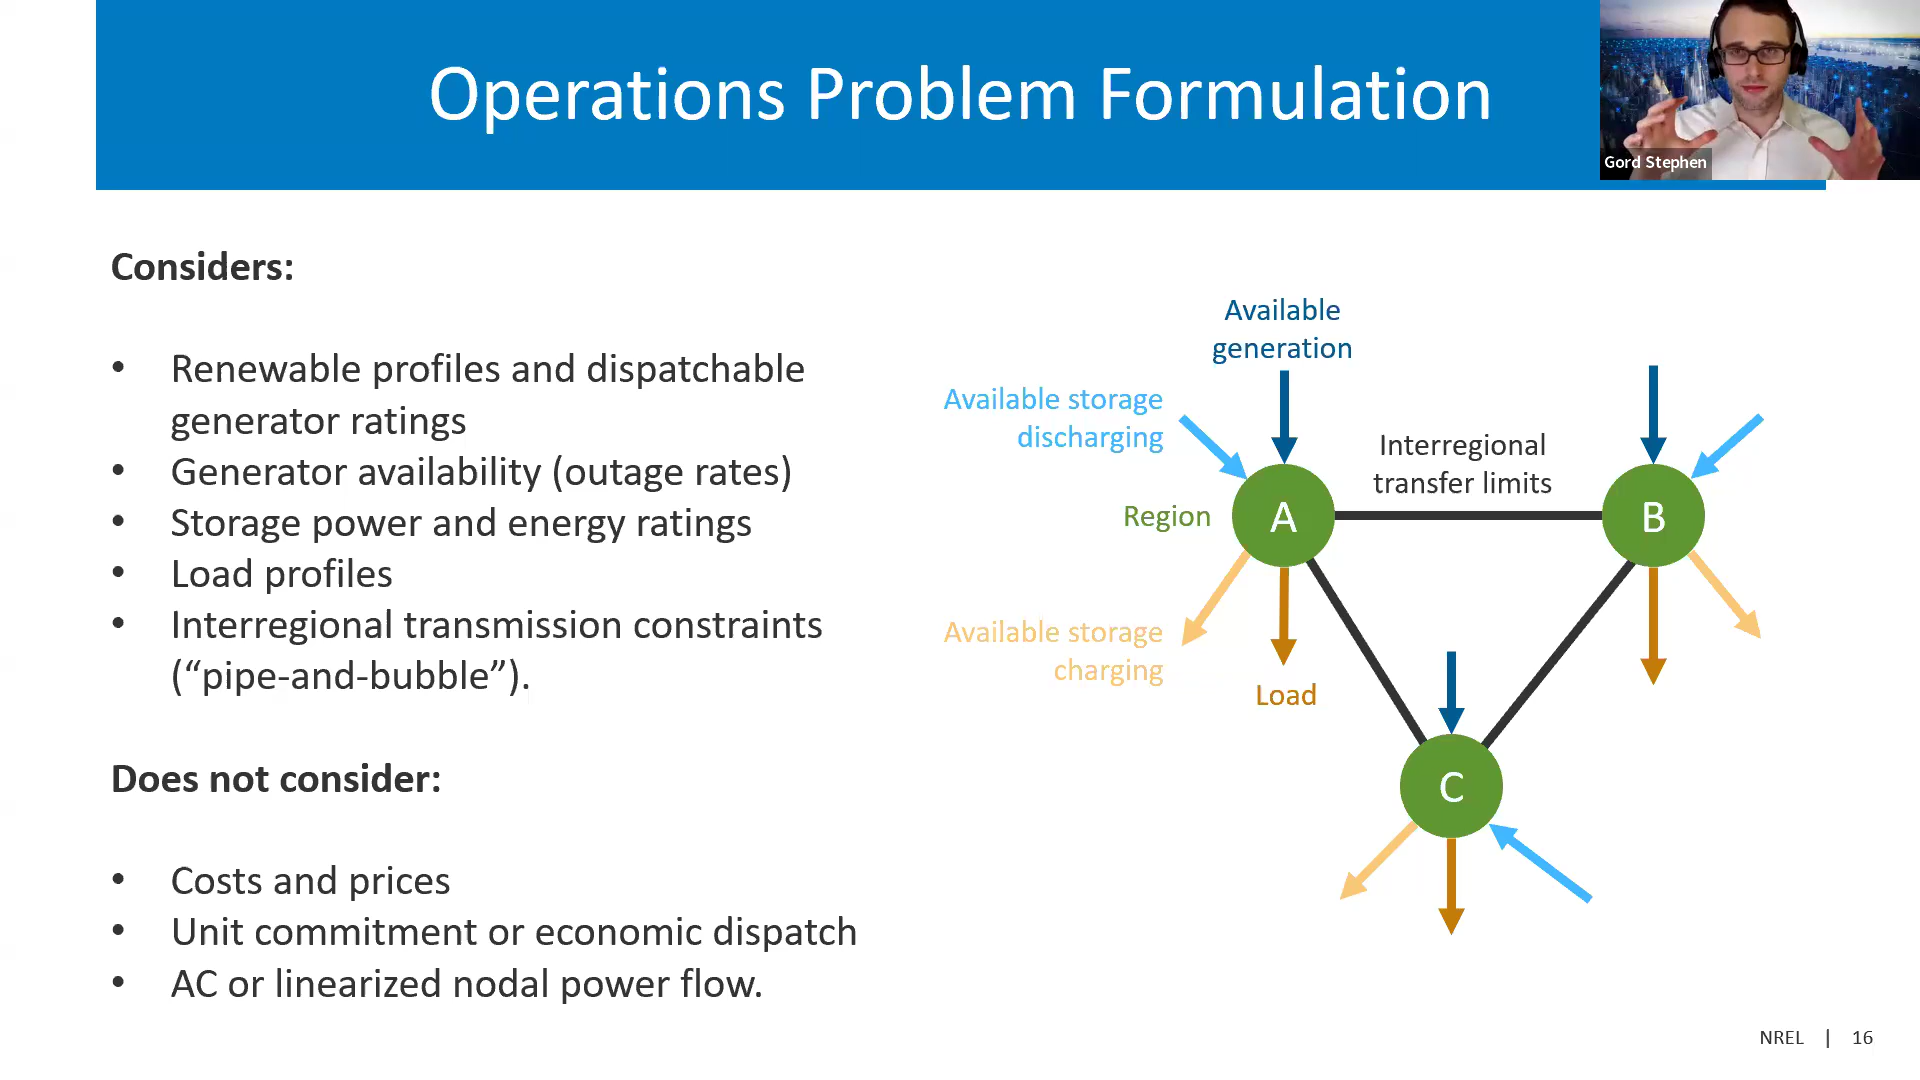 Operations Problem Formulation
Gord Stephen
Considers:
• Renewable profiles and dispatchable
generator ratings
• Generator availability (outage rates)
• Storage power and energy ratings
• Load profiles
• Interregional transmission constraints
(“pipe-and-bubble”).
Does not consider:
• Costs and prices
• Unit commitment or economic dispatch
• AC or linearized nodal power flow.
Available
generation
Available storage
discharging
Interregional
transfer limits
Region
A
B
Available storage
charging
Load
C
NREL | 16